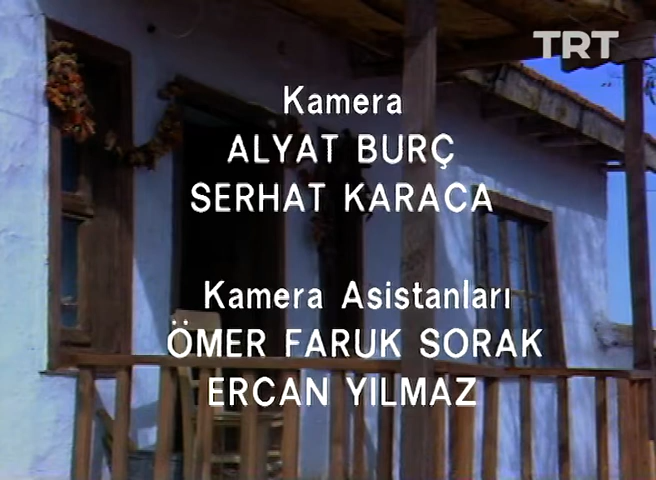 TRT
Kamera
ALYAT BURÇ
SERHAT KARACA
Kamera Asistanları
ÖMER FARUK SORAK
ERCAN YILMAZ